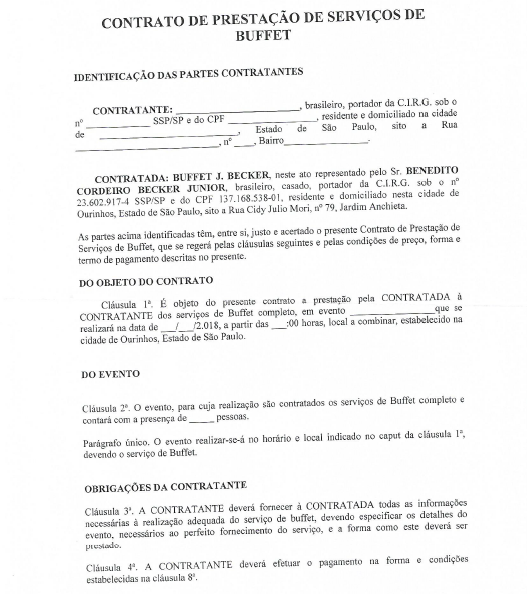 CONTRATO DE PRESTAÇÃO DE SERVIÇOS DE
BUFFET
IDENTIFICAÇÃO DAS PARTES CONTRATANTES
CONTRATANTE: ____________________, brasileiro, portador da C.I.RG. sob o
nº ____________ SSP/SP e do CPF ________________, residente e domiciliado na cidade
de ________________________, Estado de São Paulo, sito a Rua
________________________, nº ____, Bairro________________.
CONTRATADA: BUFFET J. BECKER, neste ato representado pelo Sr. BENEDITO
CORDEIRO BECKER JUNIOR, brasileiro, casado, portador da C.I.RG. sob o nº
23.602.917-4 SSP/SP e do CPF 137.168.538-01, residente e domiciliado nesta cidade de
Ourinhos, Estado de São Paulo, sito a Rua Cidy Julio Mori, nº 79, Jardim Anchieta.
As partes acima identificadas têm, entre si, justo e acertado o presente Contrato de Prestação de
Serviços de Buffet, que se regerá pelas cláusulas seguintes e pelas condições de preço, forma e
termo de pagamento descritas no presente.
DO OBJETO DO CONTRATO
Cláusula 1ª. É objeto do presente contrato a prestação pela CONTRATADA à
CONTRATANTE dos serviços de Buffet completo, em evento ________________que se
realizará na data de ___/___/2.018, a partir das ___:00 horas, local a combinar, estabelecido na
cidade de Ourinhos, Estado de São Paulo.
DO EVENTO
Cláusula 2ª. O evento, para cuja realização são contratados os serviços de Buffet completo e
contará com a presença de _____ pessoas.
Parágrafo único. O evento realizar-se-á no horário e local indicado no caput da cláusula 1ª,
devendo o serviço de Buffet.
OBRIGAÇÕES DA CONTRATANTE
Cláusula 3ª. A CONTRATANTE deverá fornecer à CONTRATADA todas as informações
necessárias à realização adequada do serviço de buffet, devendo especificar os detalhes do
evento, necessários ao perfeito fornecimento do serviço, e a forma como este deverá ser
prestado.
Cláusula 4ª. A CONTRATANTE deverá efetuar o pagamento na forma e condições
estabelecidas na cláusula 8ª.